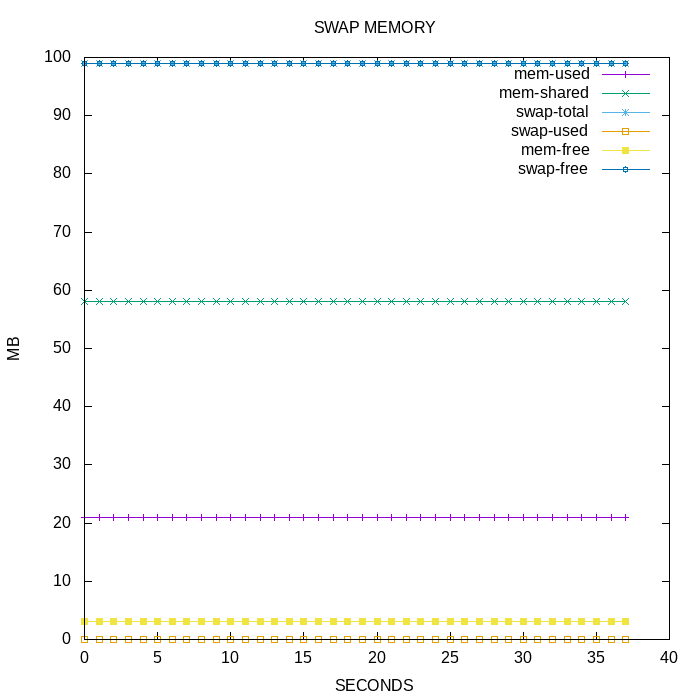 SWAP MEMORY
100
90
80
70
60
50
40
30
20
10
0
MB
mem-used
mem-shared
swap-total
swap-used
mem-free
swap-free
0 5 10 15 20 25 30 35 40
SECONDS